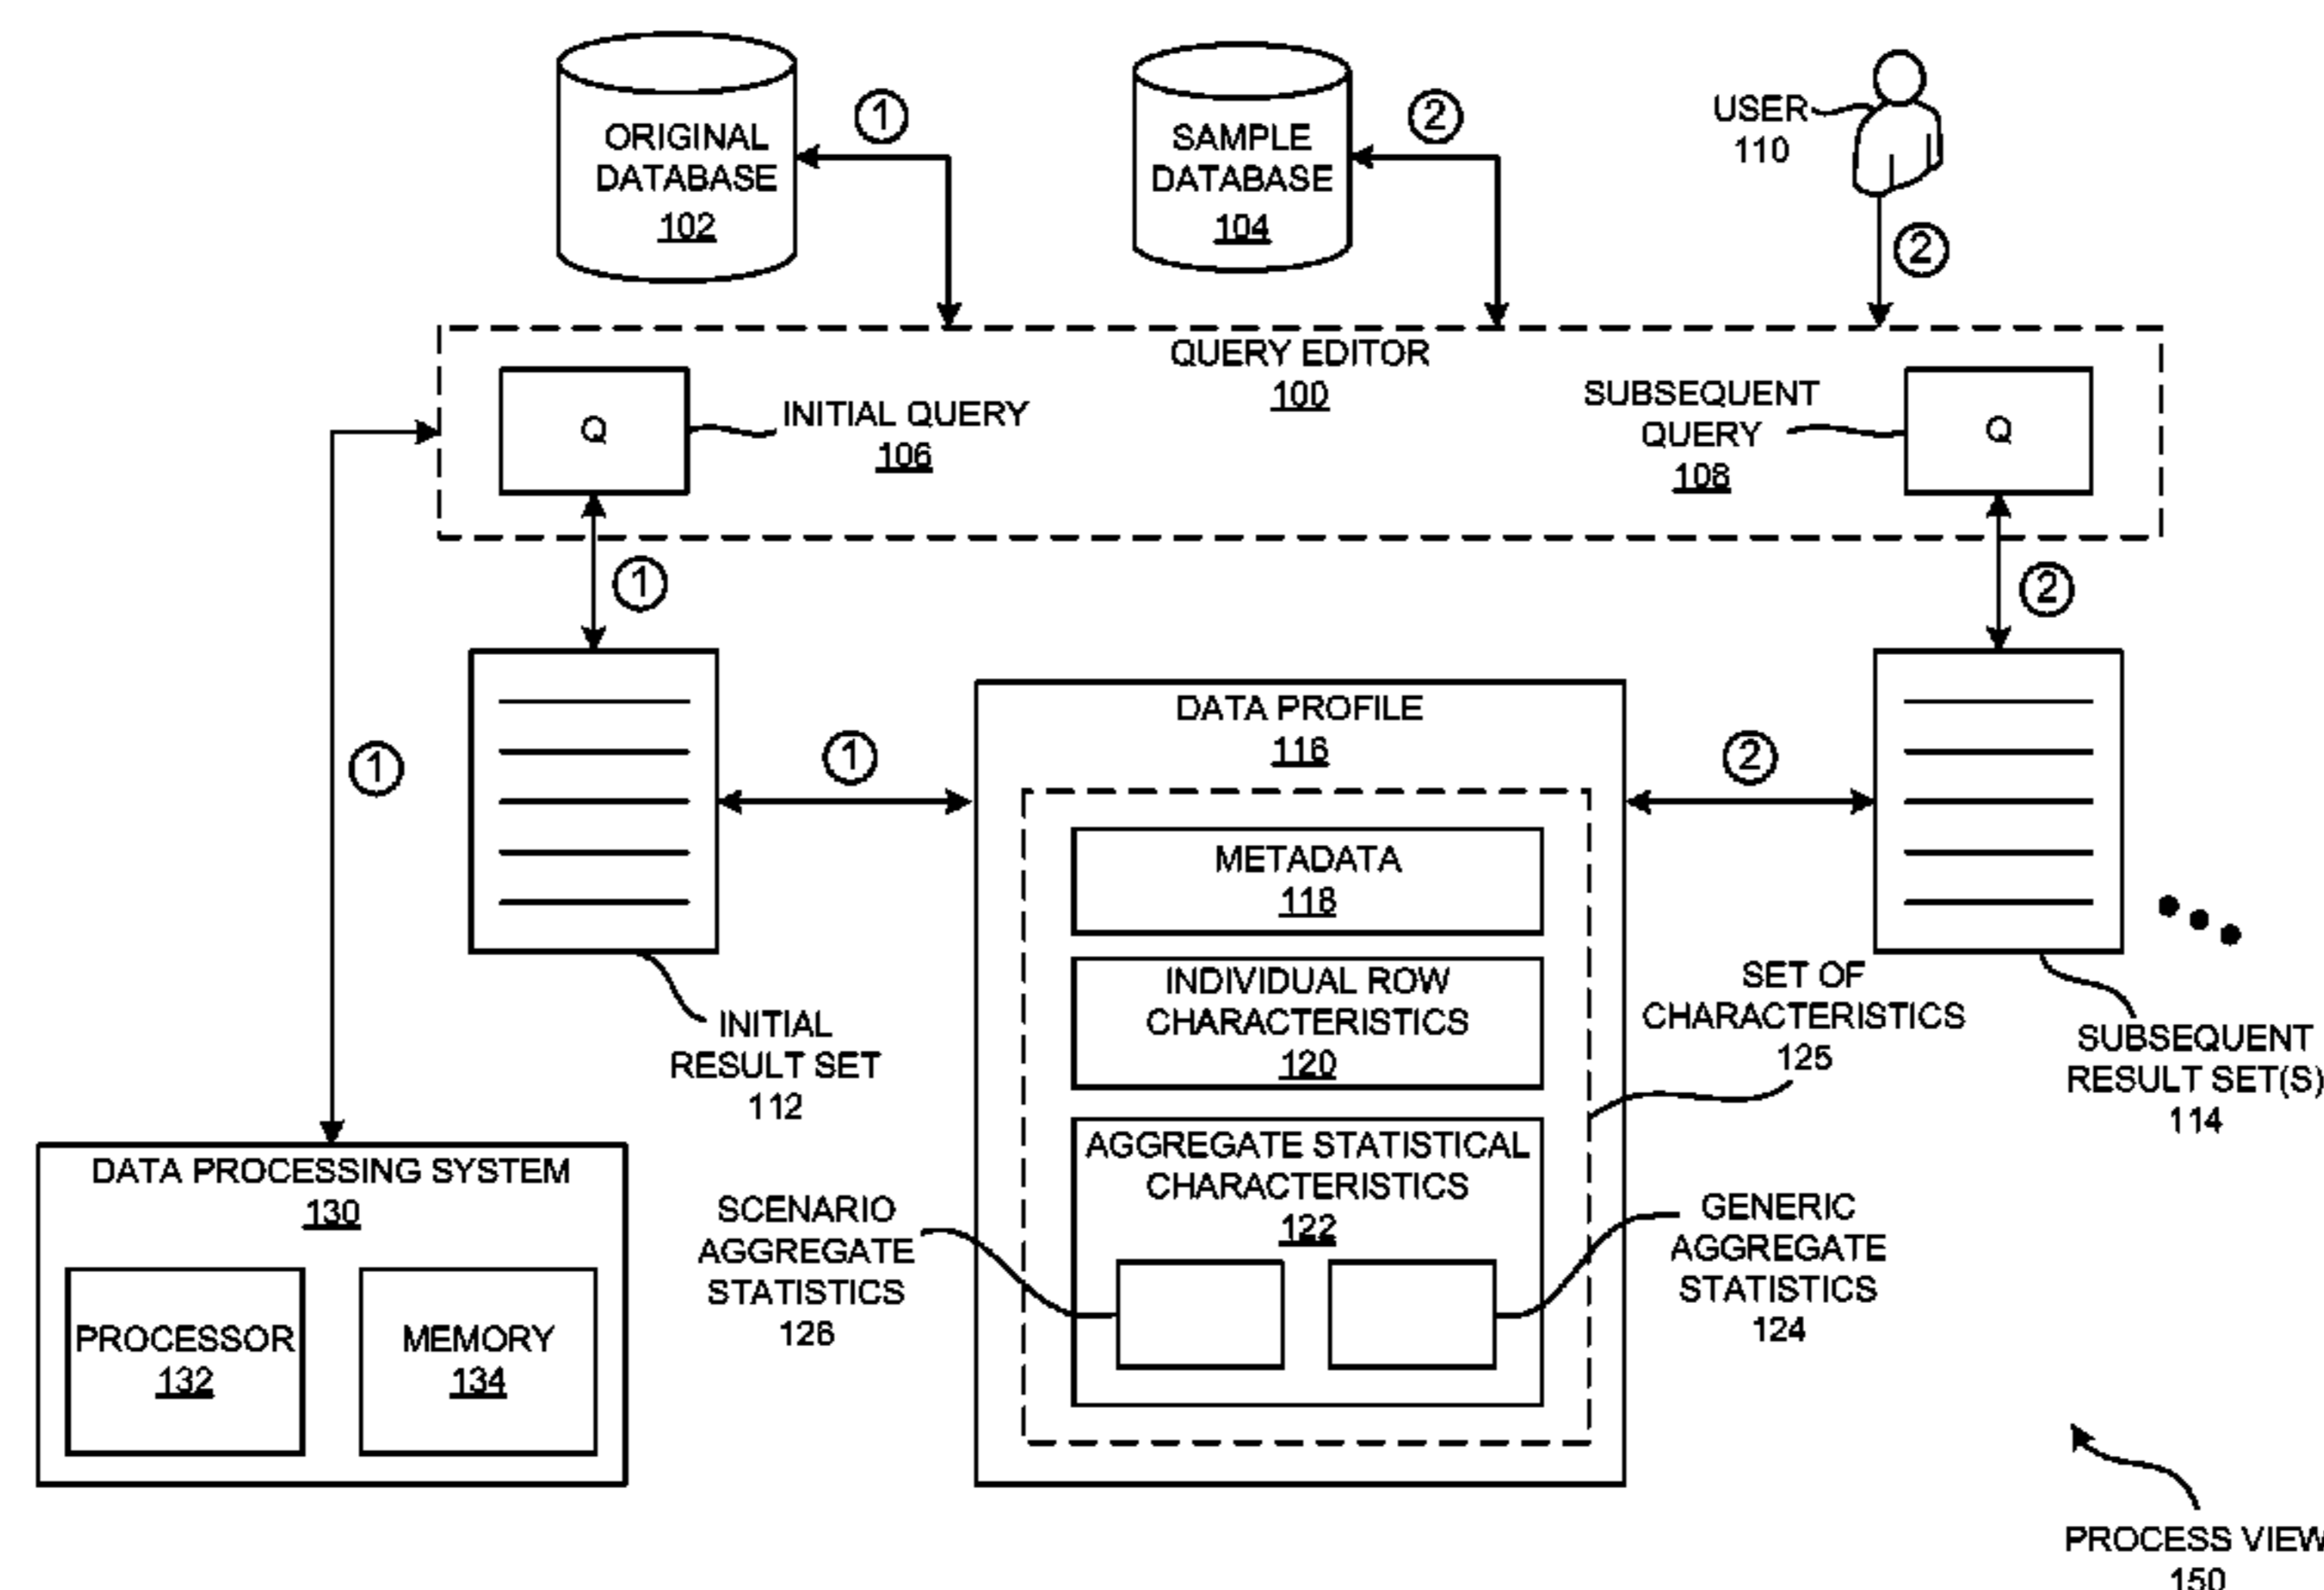 ORIGINAL
DATABASE
102
1
SAMPLE
DATABASE
104
2
USER
110
2
QUERY EDITOR
100
Q
INITIAL QUERY
106
SUBSEQUENT
QUERY
108
Q
1
2
1
1
2
DATA PROFILE
116
METADATA
118
INDIVIDUAL ROW
CHARACTERISTICS
120
AGGREGATE STATISTICAL
CHARACTERISTICS
122
INITIAL
RESULT SET
112
SET OF
CHARACTERISTICS
125
SUBSEQUENT
RESULT SET(S)
114
DATA PROCESSING SYSTEM
130
PROCESSOR
132
MEMORY
134
SCENARIO
AGGREGATE
STATISTICS
126
GENERIC
AGGREGATE
STATISTICS
124
PROCESS VIEW
150